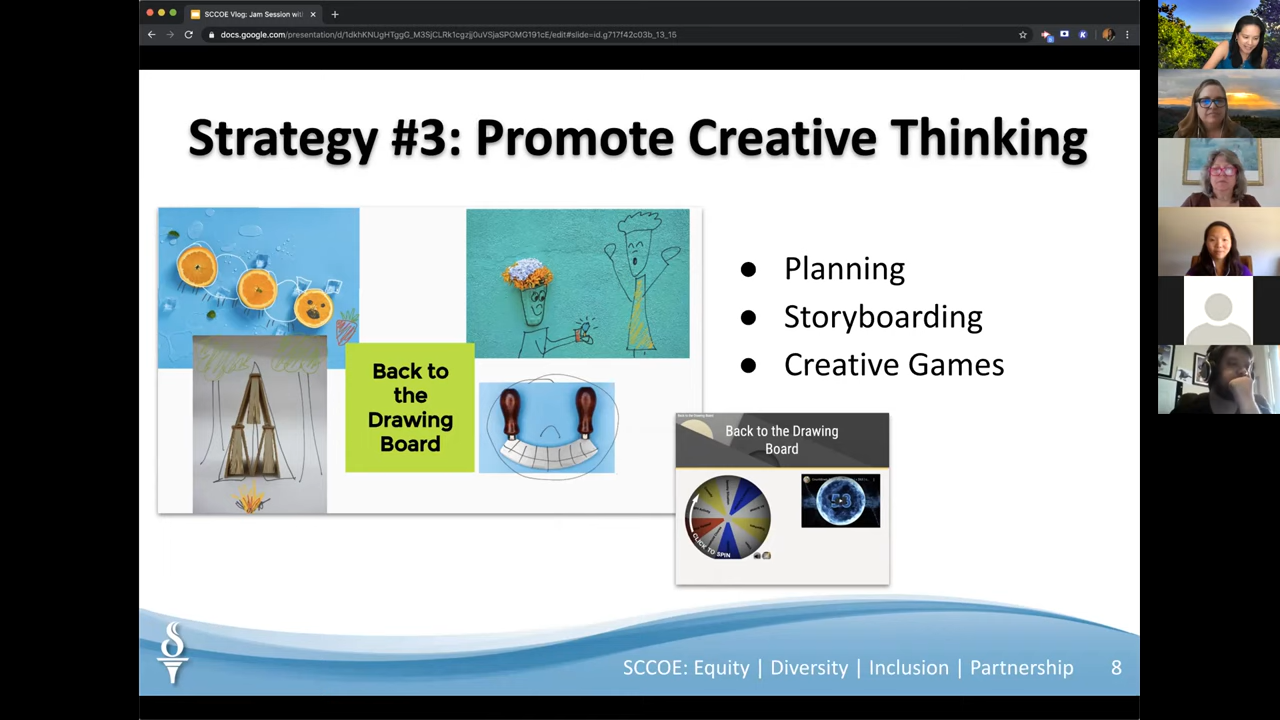 SCCOE Vlog: Jam Session wit
docs.google.com/presentation/d/1dkhKNUgHTggG_M35jCLRk1cgzjj0uVSjaSPGMG191cE/edit#slide=id.g717f42c03b_13_15
Strategy #3: Promote Creative Thinking
Back to
the
Drawing
Board
● Planning
● Storyboarding
● Creative Games
Back to the Drawing
Board
CLICK TO SPIN
53
SCCOE: Equity | Diversity | Inclusion | Partnership
8